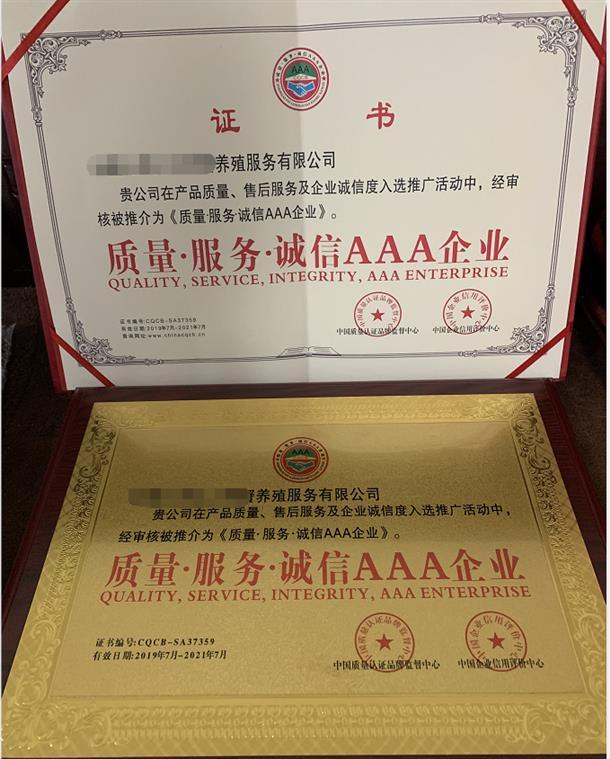 AAA
证 书
养殖服务有限公司
贵公司在产品质量、售后服务及企业诚信度入选推广活动中，经审
核被推介为《质量·服务·诚信AAA企业》。
质量·服务·诚信AAA企业
QUALITY, SERVICE, INTEGRITY, AAA ENTERPRISE
证书编号:CQCB-SA37359
有效日期:2019年7月-2021年7月
查询网址:www.chinacqcb.cn
中国质量认证品牌监督中心
中国企业信用评价中心
AAA
养殖服务有限公司
贵公司在产品质量、售后服务及企业诚信度入选推广活动中，
经审核被推介为《质量·服务·诚信AAA企业》。
质量·服务·诚信AAA企业
QUALITY, SERVICE, INTEGRITY, AAA ENTERPRISE
证书编号:CQCB-SA37359
有效日期:2019年7月-2021年7月
中国质量认证品牌监督中心
中国企业信用评价中心